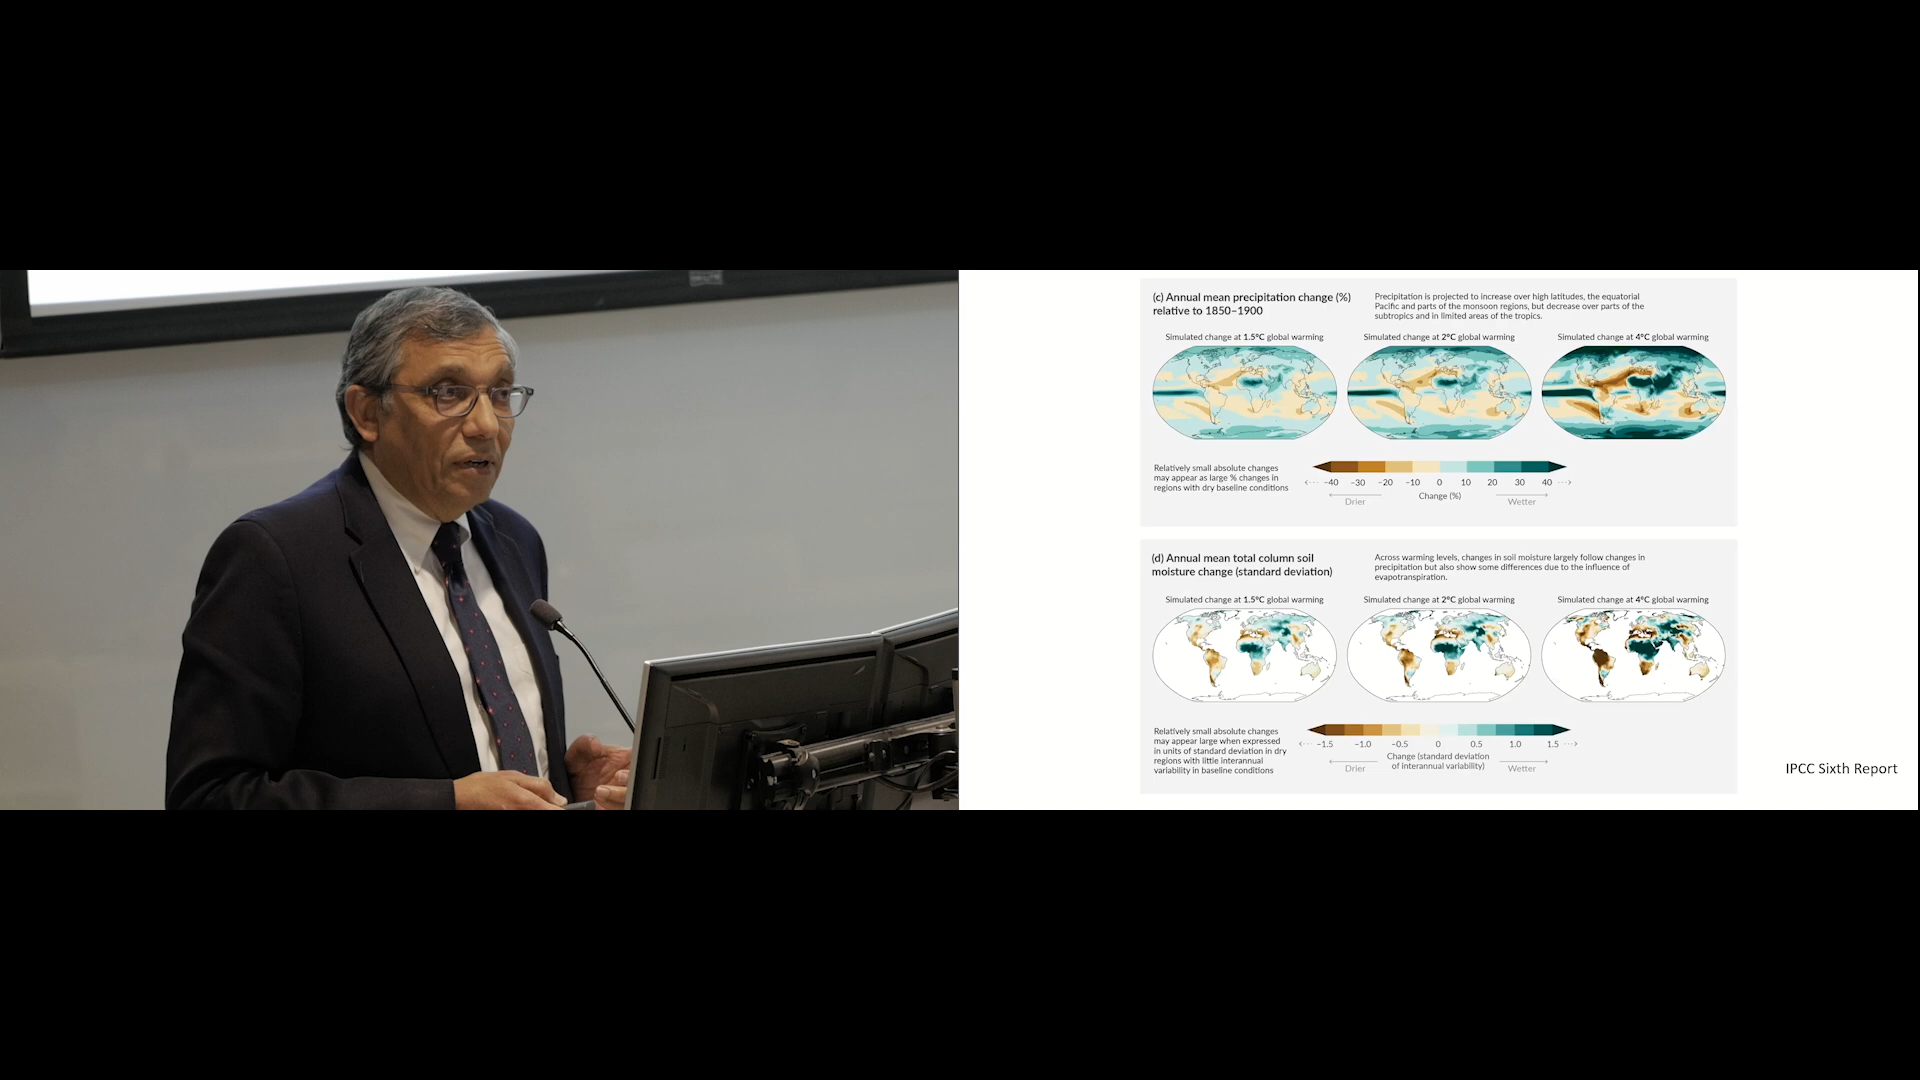 (c) Annual mean precipitation change (%)
relative to 1850–1900
Precipitation is projected to increase over high latitudes, the equatorial
Pacific and parts of the monsoon regions, but decrease over parts of the
subtropics and in limited areas of the tropics.
Simulated change at 1.5°C global warming
Simulated change at 2°C global warming
Simulated change at 4°C global warming
Relatively small absolute changes
may appear as large % changes in
regions with dry baseline conditions
−40 −30 −20 −10 0 10 20 30 40
Change (%)
Drier
Wetter
(d) Annual mean total column soil
moisture change (standard deviation)
Across warming levels, changes in soil moisture largely follow changes in
precipitation but also show some differences due to the influence of
evapotranspiration.
Simulated change at 1.5°C global warming
Simulated change at 2°C global warming
Simulated change at 4°C global warming
Relatively small absolute changes
may appear large when expressed
in units of standard deviation in dry
regions with little interannual
variability in baseline conditions
−1.5 −1.0 −0.5 0 0.5 1.0 1.5
Change (standard deviation
of interannual variability)
Drier
Wetter
IPCC Sixth Report